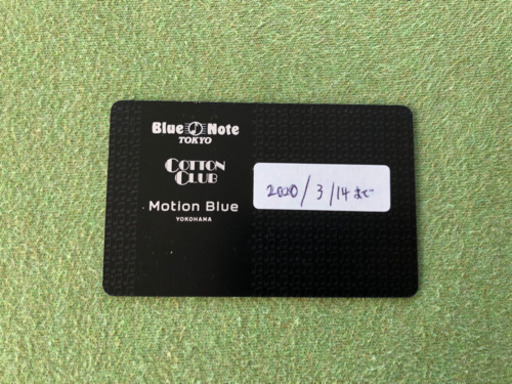 Blue Note
TOKYO
COTTON
CLUB
Motion Blue
YOKOHAMA
2020/3/14まで